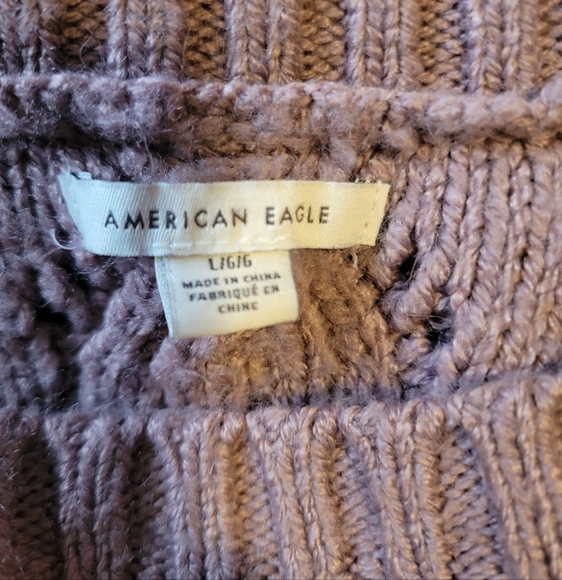 AMERICAN EAGLE
L/G/G
MADE IN CHINA
FABRIQUÉ EN
CHINE